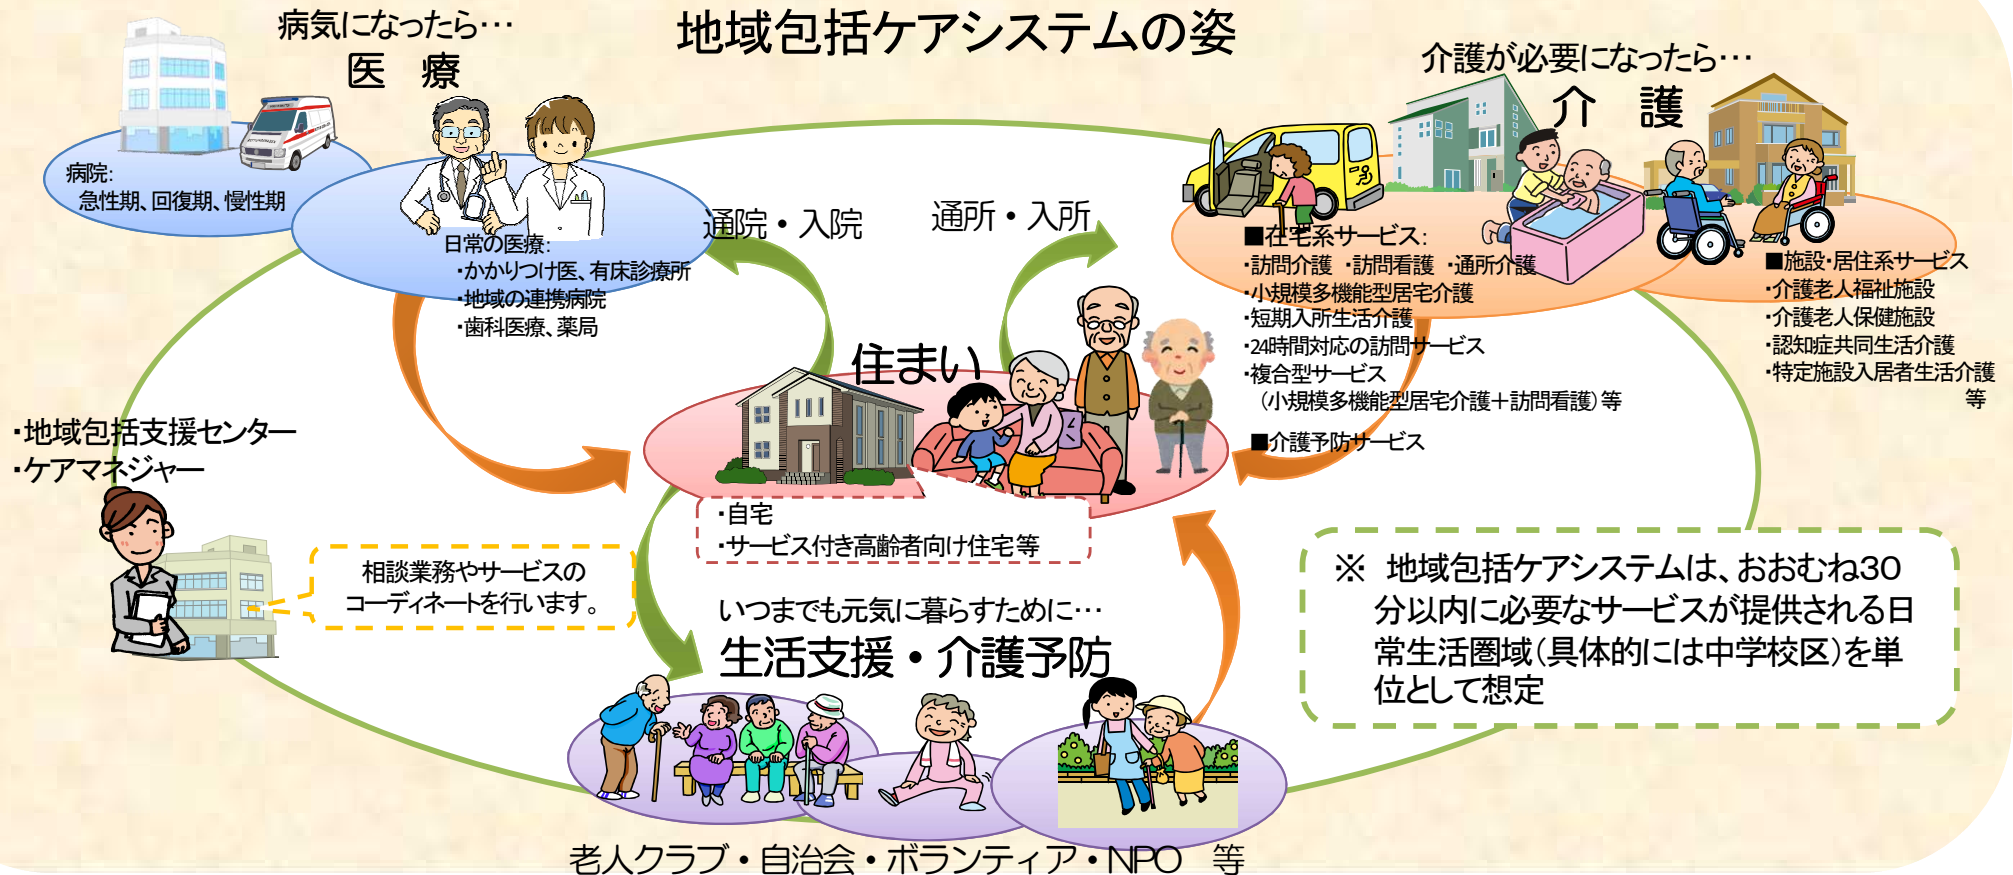 地域包括ケアシステムの姿
病気になったら…
医 療
病院:
急性期、回復期、慢性期
日常の医療:
・かかりつけ医、有床診療所
・地域の連携病院
・歯科医療、薬局
通院・入院
通所・入所
介護が必要になったら…
介 護
■在宅系サービス:
・訪問介護 ・訪問看護 ・通所介護
・小規模多機能型居宅介護
・短期入所生活介護
・24時間対応の訪問サービス
・複合型サービス
（小規模多機能型居宅介護＋訪問看護）等
■介護予防サービス
■施設・居住系サービス
・介護老人福祉施設
・介護老人保健施設
・認知症共同生活介護
・特定施設入居者生活介護
等
住まい
・自宅
・サービス付き高齢者向け住宅等
・地域包括支援センター
・ケアマネジャー
相談業務やサービスの
コーディネートを行います。
いつまでも元気に暮らすために…
生活支援・介護予防
老人クラブ・自治会・ボランティア・NPO 等
※ 地域包括ケアシステムは、おおむね30
分以内に必要なサービスが提供される日
常生活圏域（具体的には中学校区）を単
位として想定